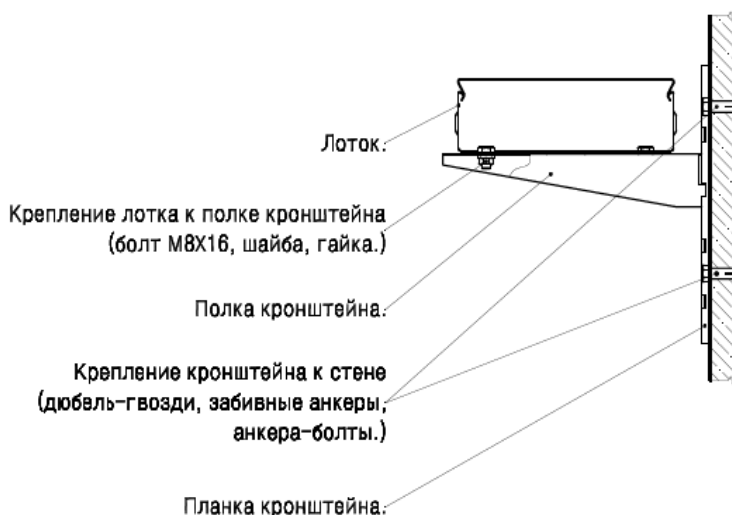 Лоток.
Крепление лотка к полке кронштейна
(болт М8Х16, шайба, гайка.)
Полка кронштейна.
Крепление кронштейна к стене
(дюбель-гвозди, забивные анкеры,
анкера-болты.)
Планка кронштейна.